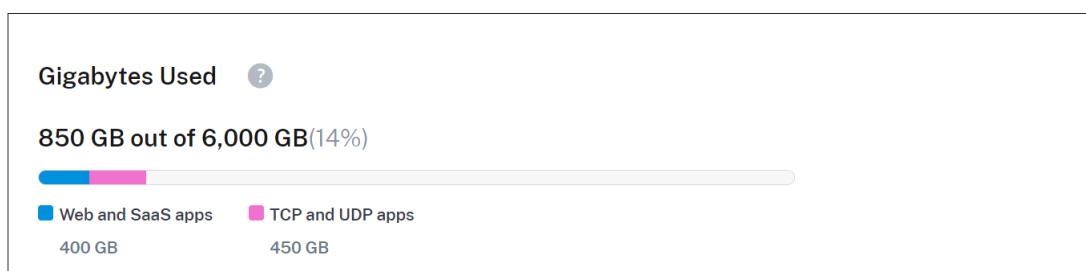 Gigabytes Used ?
850 GB out of 6,000 GB(14%)
Web and SaaS apps TCP and UDP apps
400 GB 450 GB